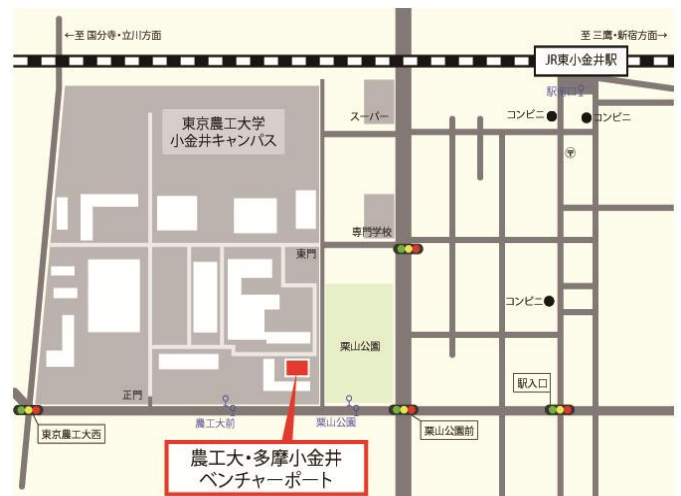 ←至 国分寺・立川方面
至 三鷹・新宿方面→
JR東小金井駅
東京農工大学
小金井キャンパス
スーパー
コンビニ
コンビニ
〒
専門学校
東門
コンビニ
栗山公園
駅入口
正門
農工大前
栗山公園
栗山公園前
東京農工大西
農工大・多摩小金井
ベンチャーポート